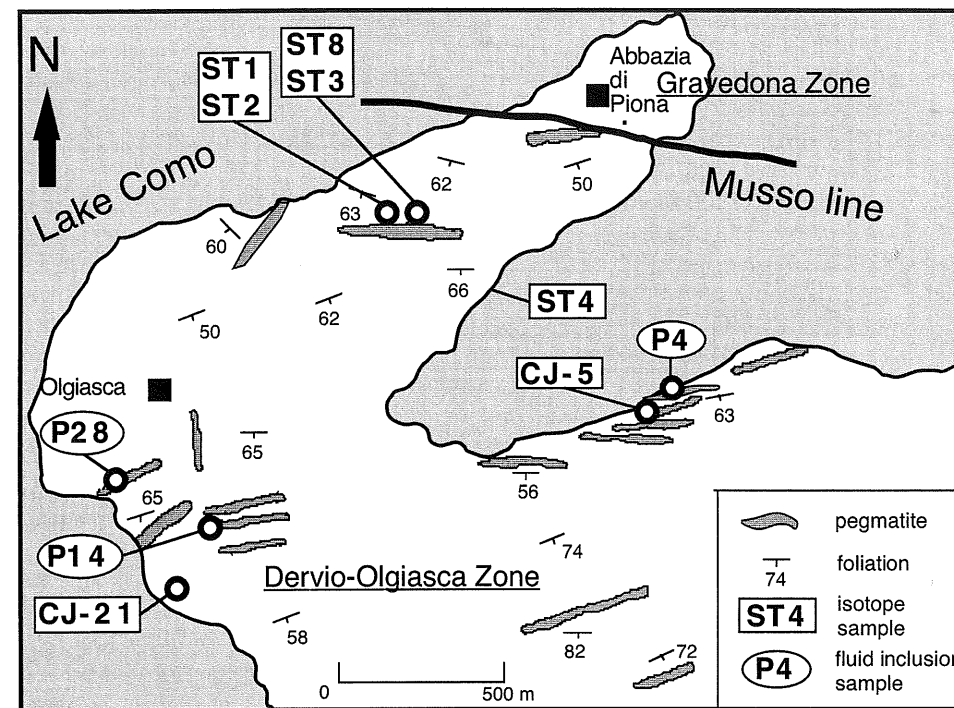 N
ST1
ST2
ST8
ST3
Abbazia
di
Piona
Gravedona Zone
Lake Como
Musso line
62
50
63
60
66
50
62
ST4
P4
CJ-5
63
Olgiasca
P28
65
65
56
P14
74
Dervio-Olgiasca Zone
CJ-21
58
82
72
0
500 m
pegmatite
74
foliation
ST4
isotope
sample
P4
fluid inclusion
sample